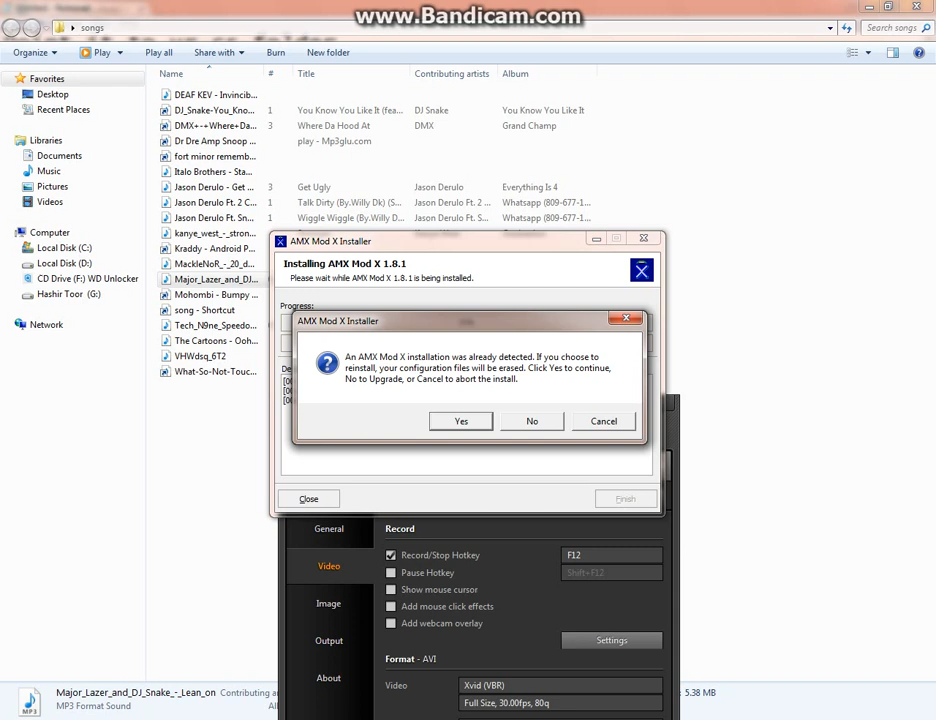 www.Bandicam.com
songs
Search songs
Organize
Play
Play all
Share with
Burn
New folder
Name
#
Title
Contributing artists
Album
Favorites
Desktop
Recent Places
Libraries
Documents
Music
Pictures
Videos
Computer
Local Disk (C:)
Local Disk (D:)
CD Drive (F:) WD Unlocker
Hashir Toor (G:)
Network
DEAF KEV - Invincib...
DJ_Snake-You_Kno... 1 You Know You Like It (fea... DJ Snake You Know You Like It
DMX+-+Where+Da... 3 Where Da Hood At DMX Grand Champ
Dr Dre Amp Snoop ... play - Mp3glu.com
fort minor rememb...
Italo Brothers - Sta...
Jason Derulo - Get ... 3 Get Ugly Jason Derulo Everything Is 4
Jason Derulo Ft. 2 C... 1 Talk Dirty (By.Willy Dk) (S... Jason Derulo Ft. 2 ... Whatsapp (809-677-1...
Jason Derulo Ft. Sn... 1 Wiggle Wiggle (By.Willy D... Jason Derulo Ft. Sn... Whatsapp (809-677-1...
kanye_west_-_stron...
Kraddy - Android P...
MackleNoR_-_20_d...
Major_Lazer_and_DJ...
Mohombi - Bumpy ...
song - Shortcut
Tech_N9ne_Speedo...
The Cartoons - Ooh...
VHWdsq_6T2
What-So-Not-Touc...
AMX Mod X Installer
Installing AMX Mod X 1.8.1
Please wait while AMX Mod X 1.8.1 is being installed.
Progress:
AMX Mod X Installer
An AMX Mod X installation was already detected. If you choose to
reinstall, your configuration files will be erased. Click Yes to continue,
No to Upgrade, or Cancel to abort the install.
Yes
No
Cancel
Close
Finish
General
Video
Image
Output
About
Record
Record/Stop Hotkey F12
Pause Hotkey Shift+F12
Show mouse cursor
Add mouse click effects
Add webcam overlay
Settings
Format - AVI
Video Xvid (VBR)
Full Size, 30.00fps, 80q
Major_Lazer_and_DJ_Snake_-_Lean_on
MP3 Format Sound
Contributing ar
5.38 MB